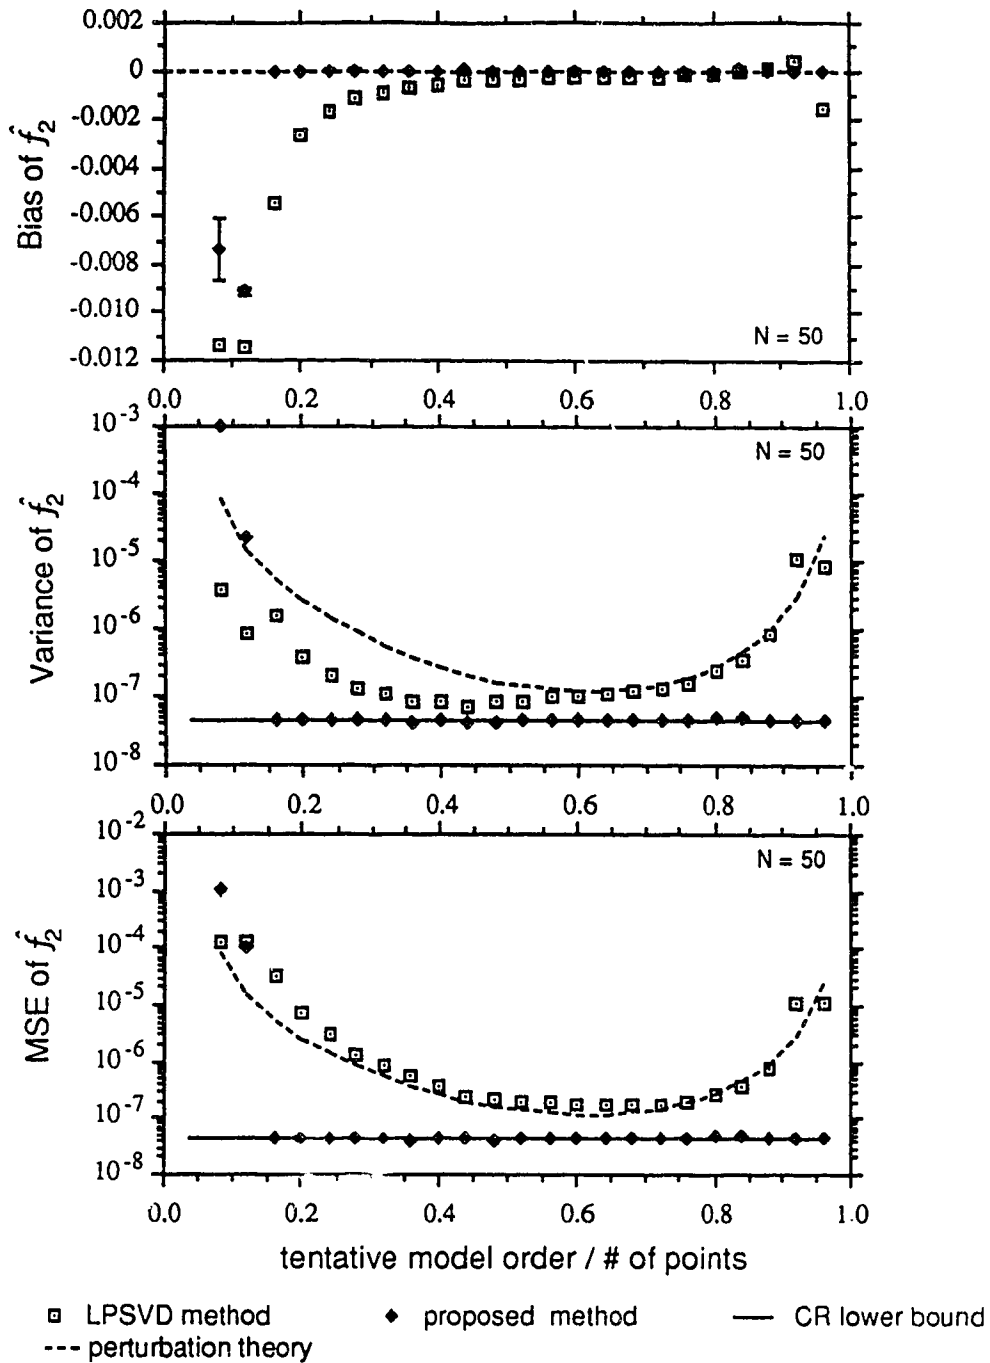 0.002
0
-0.002
-0.004
-0.006
-0.008
-0.010
-0.012
Bias of f̂₂
N = 50
0.0 0.2 0.4 0.6 0.8 1.0
10⁻³
10⁻⁴
10⁻⁵
10⁻⁶
10⁻⁷
10⁻⁸
Variance of f̂₂
N = 50
0.0 0.2 0.4 0.6 0.8 1.0
10⁻²
10⁻³
10⁻⁴
10⁻⁵
10⁻⁶
10⁻⁷
10⁻⁸
MSE of f̂₂
N = 50
0.0 0.2 0.4 0.6 0.8 1.0
tentative model order / # of points
LPSVD method proposed method CR lower bound
perturbation theory